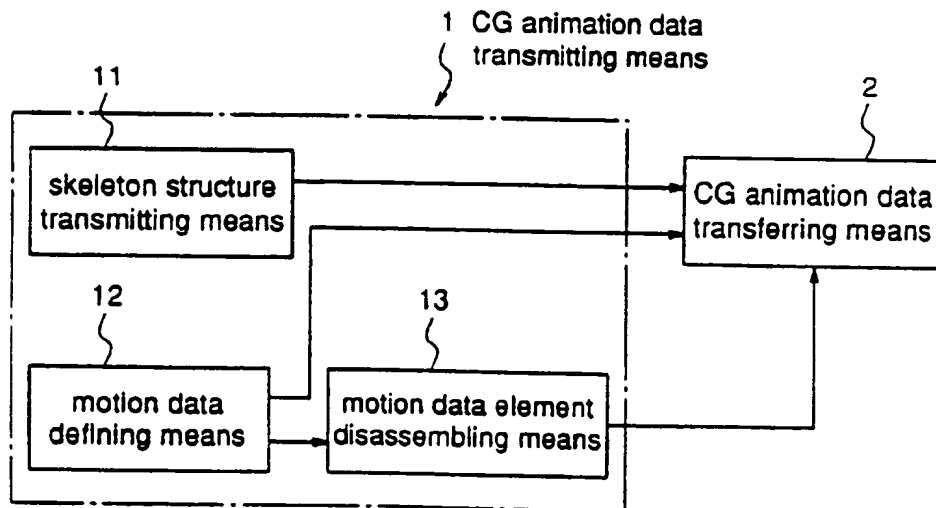 1 CG animation data
transmitting means
11
2
skeleton structure
transmitting means
CG animation data
transferring means
12
13
motion data
defining means
motion data element
disassembling means